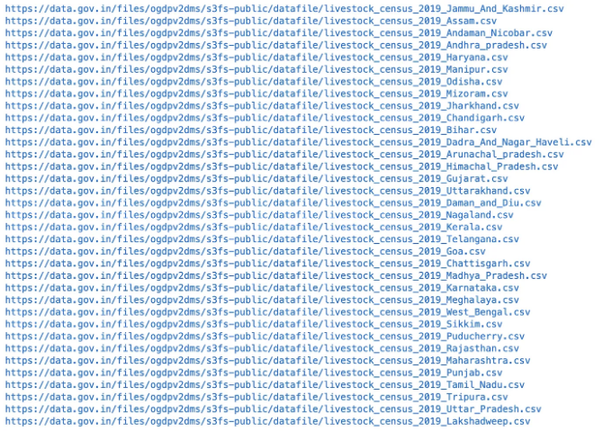 https://data.gov.in/files/ogdpv2dms/s3fs-public/datafile/livestock_census_2019_Jammu_And_Kashmir.csv
https://data.gov.in/files/ogdpv2dms/s3fs-public/datafile/livestock_census_2019_Assam.csv
https://data.gov.in/files/ogdpv2dms/s3fs-public/datafile/livestock_census_2019_Andaman_Nicobar.csv
https://data.gov.in/files/ogdpv2dms/s3fs-public/datafile/livestock_census_2019_Andhra_pradesh.csv
https://data.gov.in/files/ogdpv2dms/s3fs-public/datafile/livestock_census_2019_Haryana.csv
https://data.gov.in/files/ogdpv2dms/s3fs-public/datafile/livestock_census_2019_Manipur.csv
https://data.gov.in/files/ogdpv2dms/s3fs-public/datafile/livestock_census_2019_Odisha.csv
https://data.gov.in/files/ogdpv2dms/s3fs-public/datafile/livestock_census_2019_Mizoram.csv
https://data.gov.in/files/ogdpv2dms/s3fs-public/datafile/livestock_census_2019_Jharkhand.csv
https://data.gov.in/files/ogdpv2dms/s3fs-public/datafile/livestock_census_2019_Chandigarh.csv
https://data.gov.in/files/ogdpv2dms/s3fs-public/datafile/livestock_census_2019_Bihar.csv
https://data.gov.in/files/ogdpv2dms/s3fs-public/datafile/livestock_census_2019_Dadra_And_Nagar_Haveli.csv
https://data.gov.in/files/ogdpv2dms/s3fs-public/datafile/livestock_census_2019_Arunachal_pradesh.csv
https://data.gov.in/files/ogdpv2dms/s3fs-public/datafile/livestock_census_2019_Himachal_Pradesh.csv
https://data.gov.in/files/ogdpv2dms/s3fs-public/datafile/livestock_census_2019_Gujarat.csv
https://data.gov.in/files/ogdpv2dms/s3fs-public/datafile/livestock_census_2019_Uttarakhand.csv
https://data.gov.in/files/ogdpv2dms/s3fs-public/datafile/livestock_census_2019_Daman_and_Diu.csv
https://data.gov.in/files/ogdpv2dms/s3fs-public/datafile/livestock_census_2019_Nagaland.csv
https://data.gov.in/files/ogdpv2dms/s3fs-public/datafile/livestock_census_2019_Kerala.csv
https://data.gov.in/files/ogdpv2dms/s3fs-public/datafile/livestock_census_2019_Telangana.csv
https://data.gov.in/files/ogdpv2dms/s3fs-public/datafile/livestock_census_2019_Goa.csv
https://data.gov.in/files/ogdpv2dms/s3fs-public/datafile/livestock_census_2019_Chattisgarh.csv
https://data.gov.in/files/ogdpv2dms/s3fs-public/datafile/livestock_census_2019_Madhya_Pradesh.csv
https://data.gov.in/files/ogdpv2dms/s3fs-public/datafile/livestock_census_2019_Karnataka.csv
https://data.gov.in/files/ogdpv2dms/s3fs-public/datafile/livestock_census_2019_Meghalaya.csv
https://data.gov.in/files/ogdpv2dms/s3fs-public/datafile/livestock_census_2019_West_Bengal.csv
https://data.gov.in/files/ogdpv2dms/s3fs-public/datafile/livestock_census_2019_Sikkim.csv
https://data.gov.in/files/ogdpv2dms/s3fs-public/datafile/livestock_census_2019_Puducherry.csv
https://data.gov.in/files/ogdpv2dms/s3fs-public/datafile/livestock_census_2019_Rajasthan.csv
https://data.gov.in/files/ogdpv2dms/s3fs-public/datafile/livestock_census_2019_Maharashtra.csv
https://data.gov.in/files/ogdpv2dms/s3fs-public/datafile/livestock_census_2019_Punjab.csv
https://data.gov.in/files/ogdpv2dms/s3fs-public/datafile/livestock_census_2019_Tamil_Nadu.csv
https://data.gov.in/files/ogdpv2dms/s3fs-public/datafile/livestock_census_2019_Tripura.csv
https://data.gov.in/files/ogdpv2dms/s3fs-public/datafile/livestock_census_2019_Uttar_Pradesh.csv
https://data.gov.in/files/ogdpv2dms/s3fs-public/datafile/livestock_census_2019_Lakshadweep.csv